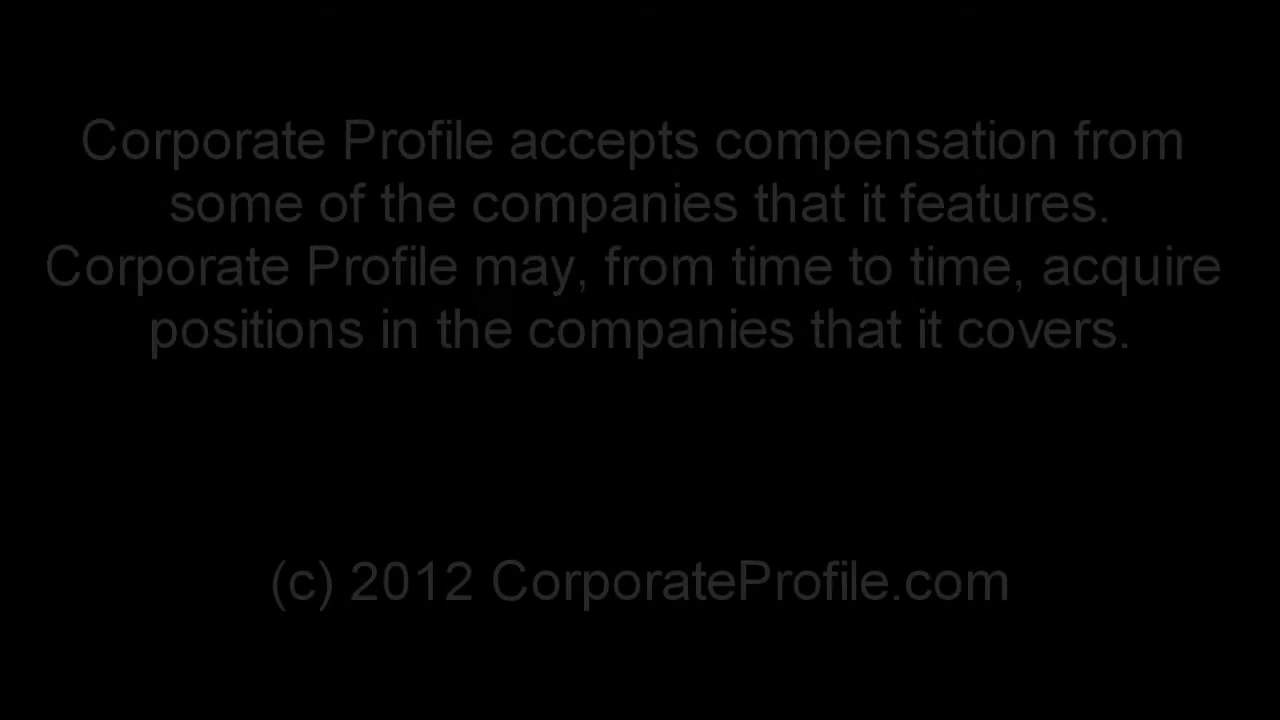 Corporate Profile accepts compensation from
some of the companies that it features.
Corporate Profile may, from time to time, acquire
positions in the companies that it covers.
(c) 2012 CorporateProfile.com